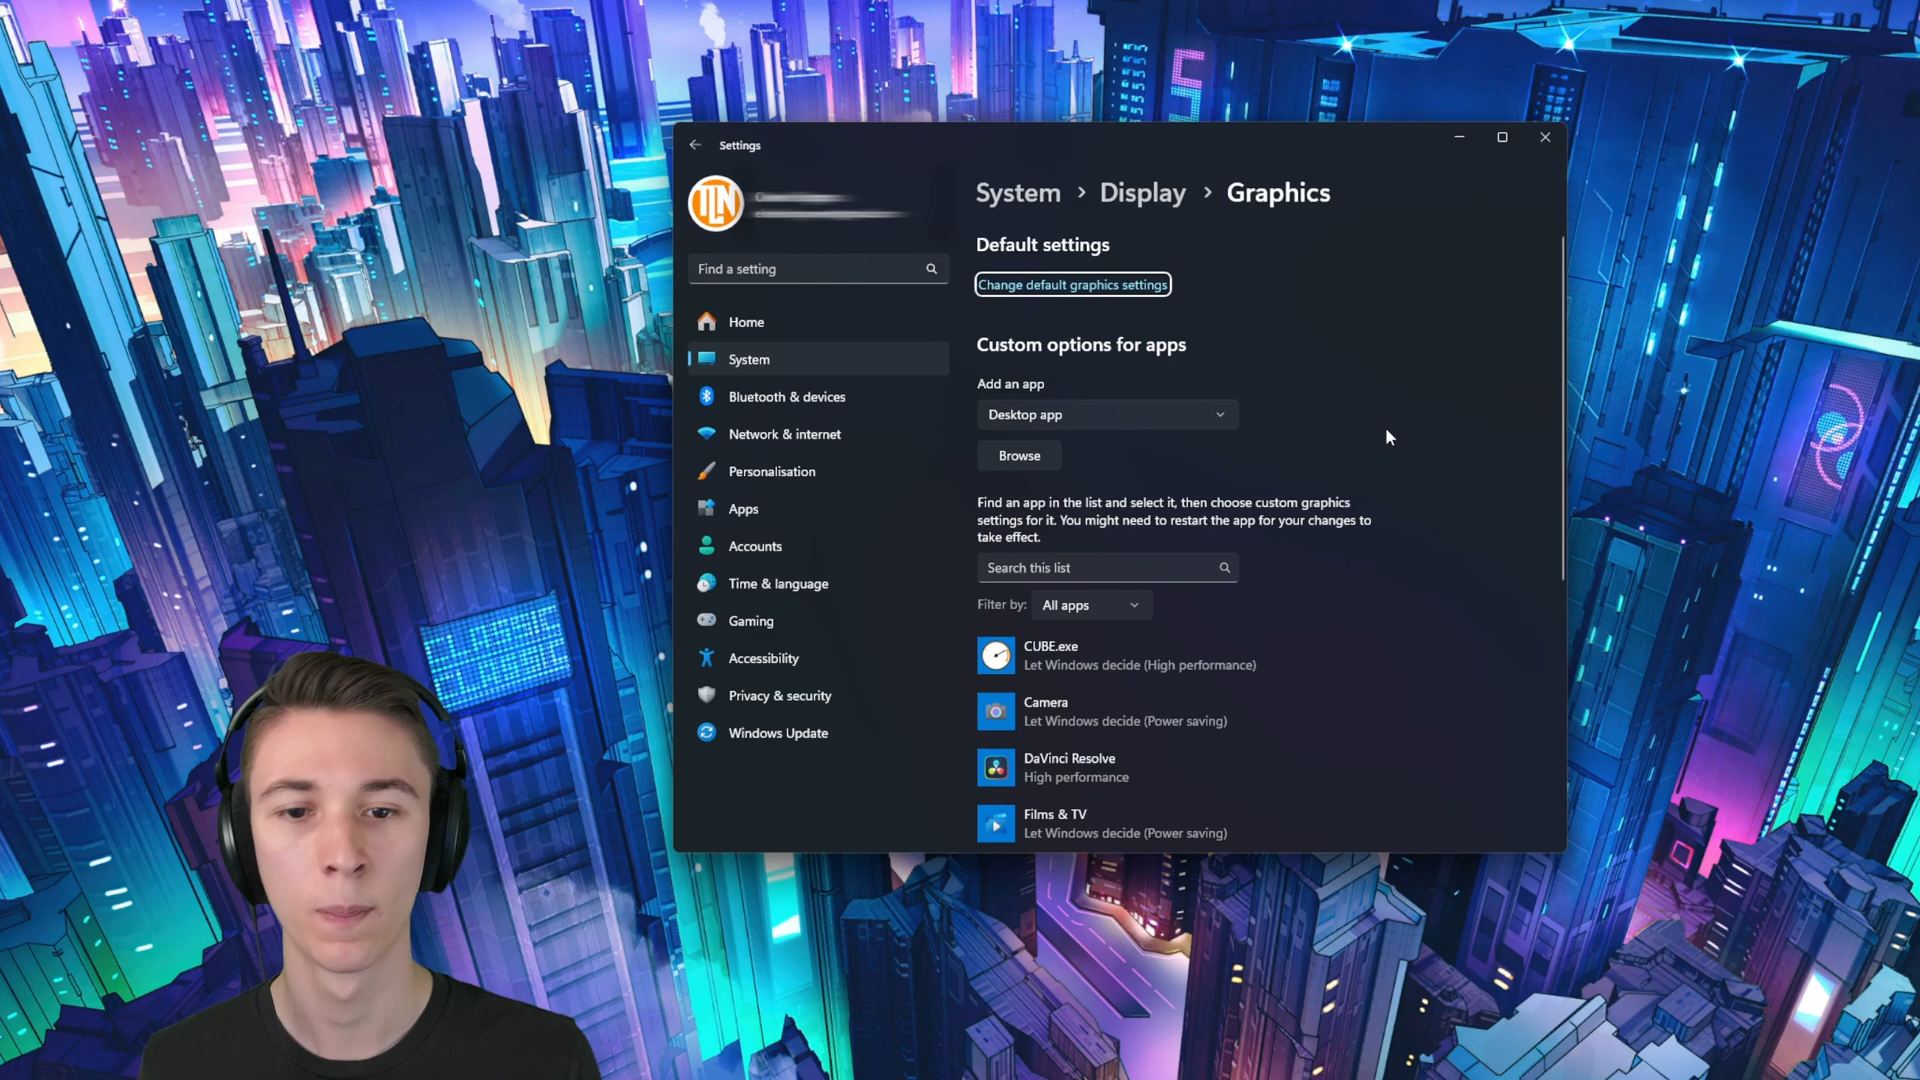 Settings
TLN
Find a setting
Home
System
Bluetooth & devices
Network & internet
Personalisation
Apps
Accounts
Time & language
Gaming
Accessibility
Privacy & security
Windows Update
System > Display > Graphics
Default settings
Change default graphics settings
Custom options for apps
Add an app
Desktop app
Browse
Find an app in the list and select it, then choose custom graphics
settings for it. You might need to restart the app for your changes to
take effect.
Search this list
Filter by: All apps
CUBE.exe
Let Windows decide (High performance)
Camera
Let Windows decide (Power saving)
DaVinci Resolve
High performance
Films & TV
Let Windows decide (Power saving)
5